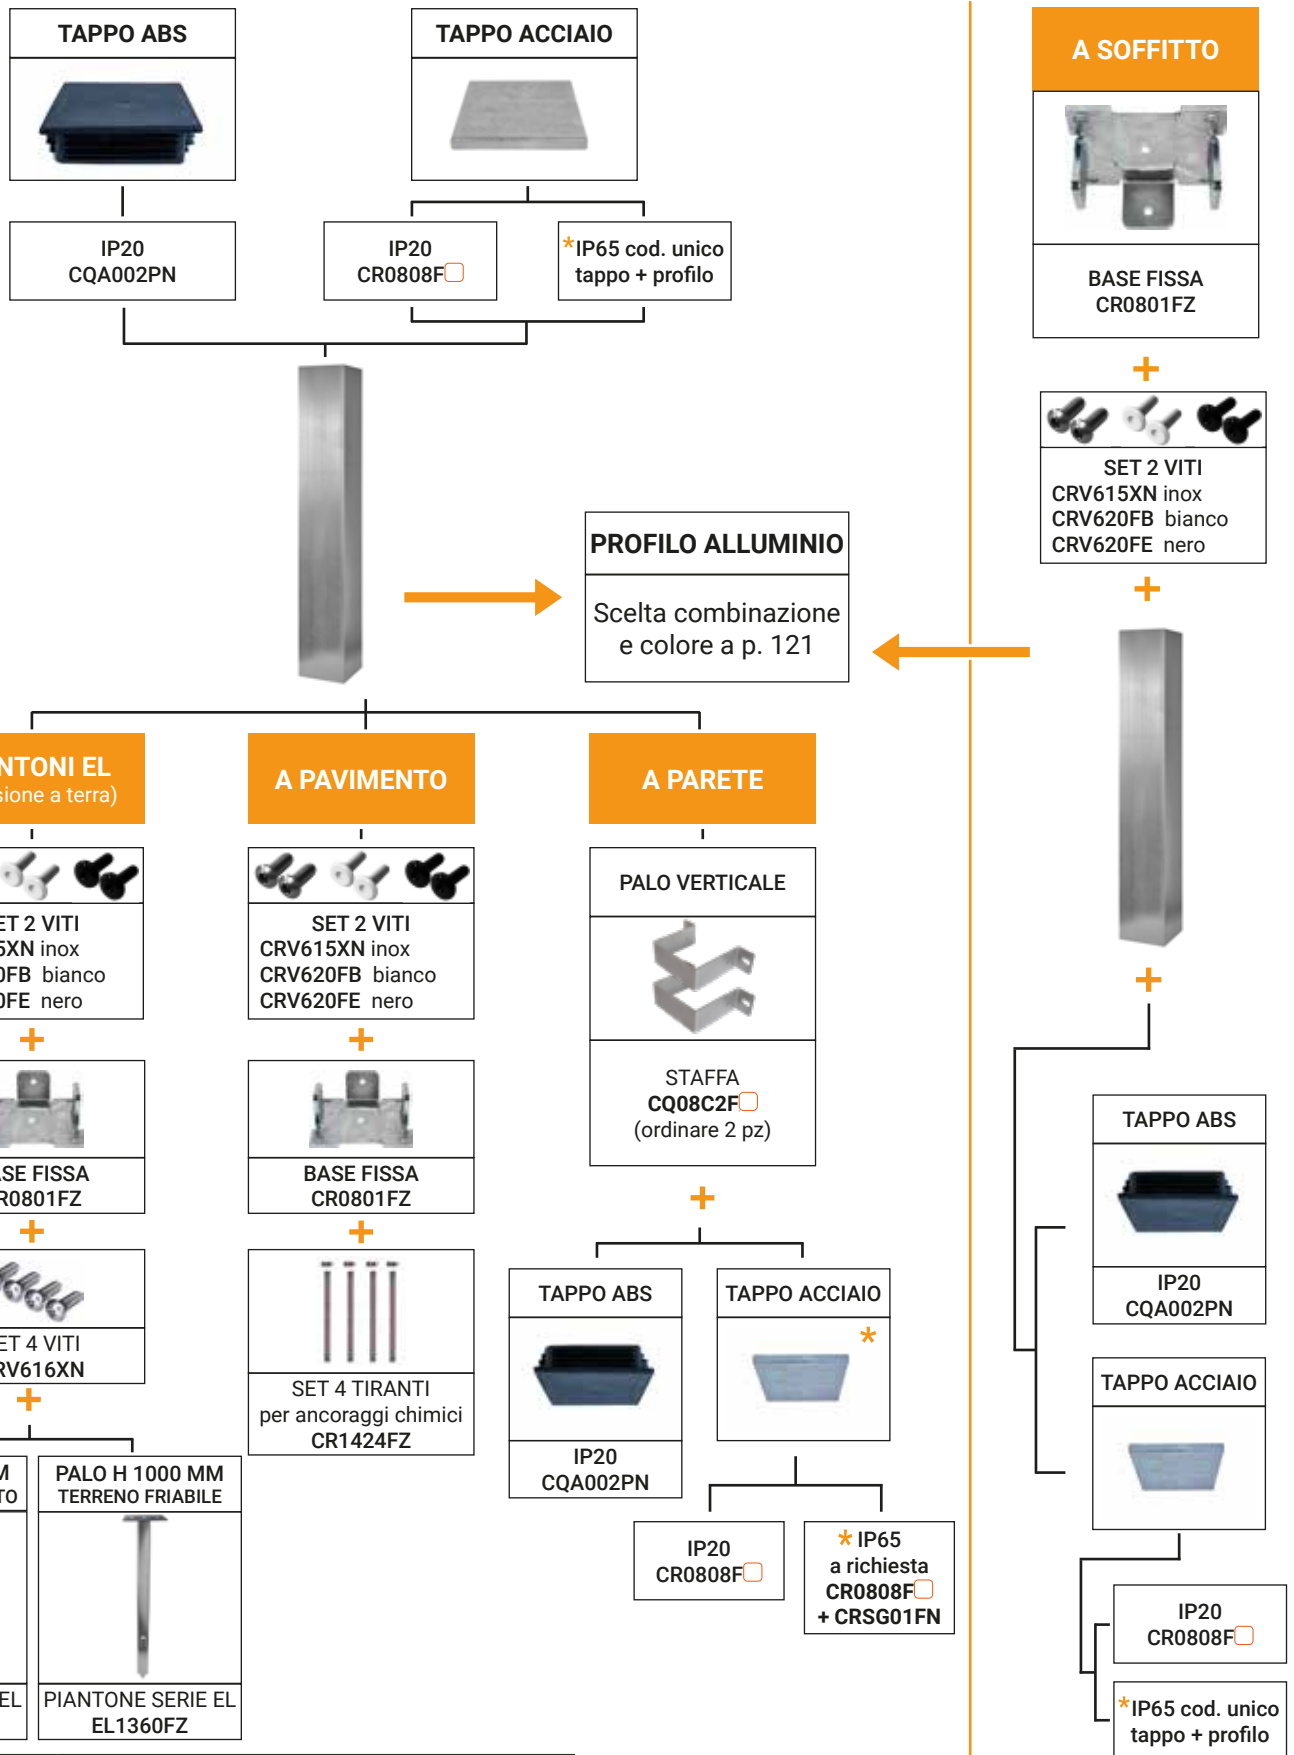 TAPPO ABS
IP20
CQA002PN
TAPPO ACCIAIO
IP20
CR0808F
*IP65 cod. unico
tappo + profilo
PROFILO ALLUMINIO
Scelta combinazione
e colore a p. 121
NTONI EL
sione a terra)
ET 2 VITI
5XN inox
0FB bianco
0FE nero
+
ASE FISSA
R0801FZ
+
ET 4 VITI
RV616XN
+
M
TO
EL
PALO H 1000 MM
TERRENO FRIABILE
PIANTONE SERIE EL
EL1360FZ
A PAVIMENTO
SET 2 VITI
CRV615XN inox
CRV620FB bianco
CRV620FE nero
+
BASE FISSA
CR0801FZ
+
SET 4 TIRANTI
per ancoraggi chimici
CR1424FZ
A PARETE
PALO VERTICALE
STAFFA
CQ08C2F
(ordinare 2 pz)
+
TAPPO ABS
IP20
CQA002PN
TAPPO ACCIAIO
*
IP20
CR0808F
* IP65
a richiesta
CR0808F
+ CRSG01FN
A SOFFITTO
BASE FISSA
CR0801FZ
+
SET 2 VITI
CRV615XN inox
CRV620FB bianco
CRV620FE nero
+
+
TAPPO ABS
IP20
CQA002PN
TAPPO ACCIAIO
IP20
CR0808F
*IP65 cod. unico
tappo + profilo